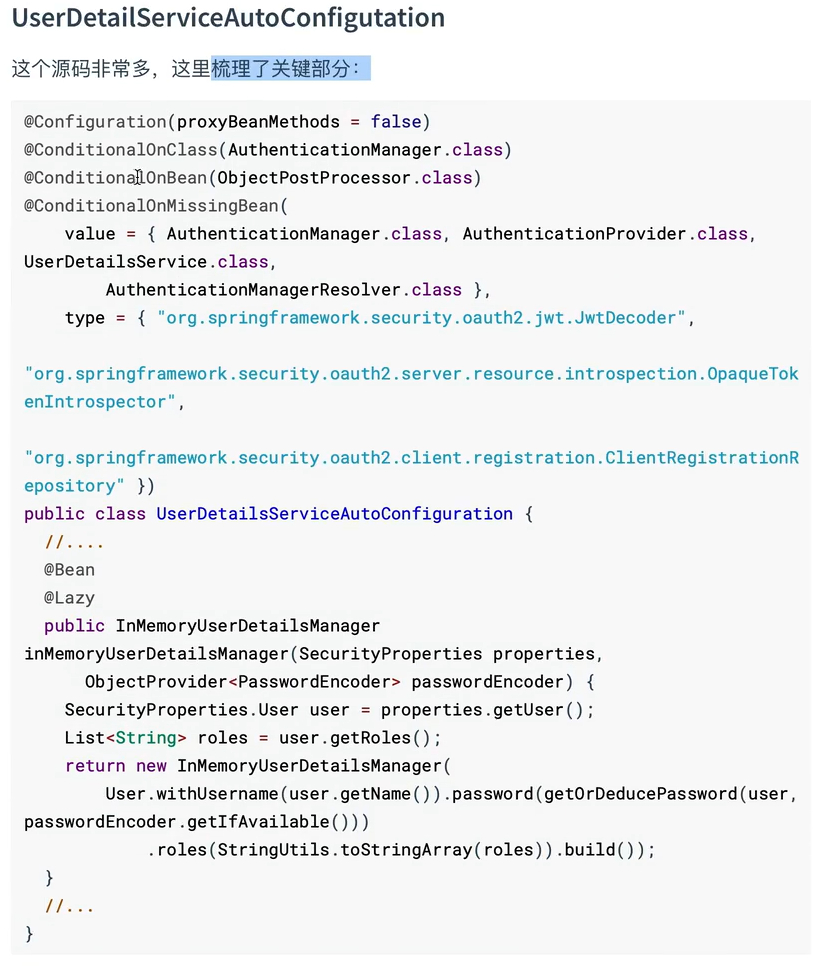 UserDetailServiceAutoConfigutation
这个源码非常多，这里梳理了关键部分：
@Configuration(proxyBeanMethods = false)
@ConditionalOnClass(AuthenticationManager.class)
@ConditionalOnBean(ObjectPostProcessor.class)
@ConditionalOnMissingBean(
    value = { AuthenticationManager.class, AuthenticationProvider.class,
UserDetailsService.class,
        AuthenticationManagerResolver.class },
    type = { "org.springframework.security.oauth2.jwt.JwtDecoder",
"org.springframework.security.oauth2.server.resource.introspection.OpaqueTok
enIntrospector",
"org.springframework.security.oauth2.client.registration.ClientRegistrationR
epository" })
public class UserDetailsServiceAutoConfiguration {
  //....
  @Bean
  @Lazy
  public InMemoryUserDetailsManager
inMemoryUserDetailsManager(SecurityProperties properties,
      ObjectProvider<PasswordEncoder> passwordEncoder) {
    SecurityProperties.User user = properties.getUser();
    List<String> roles = user.getRoles();
    return new InMemoryUserDetailsManager(
        User.withUsername(user.getName()).password(getOrDeducePassword(user,
passwordEncoder.getIfAvailable()))
            .roles(StringUtils.toStringArray(roles)).build());
  }
  //...
}